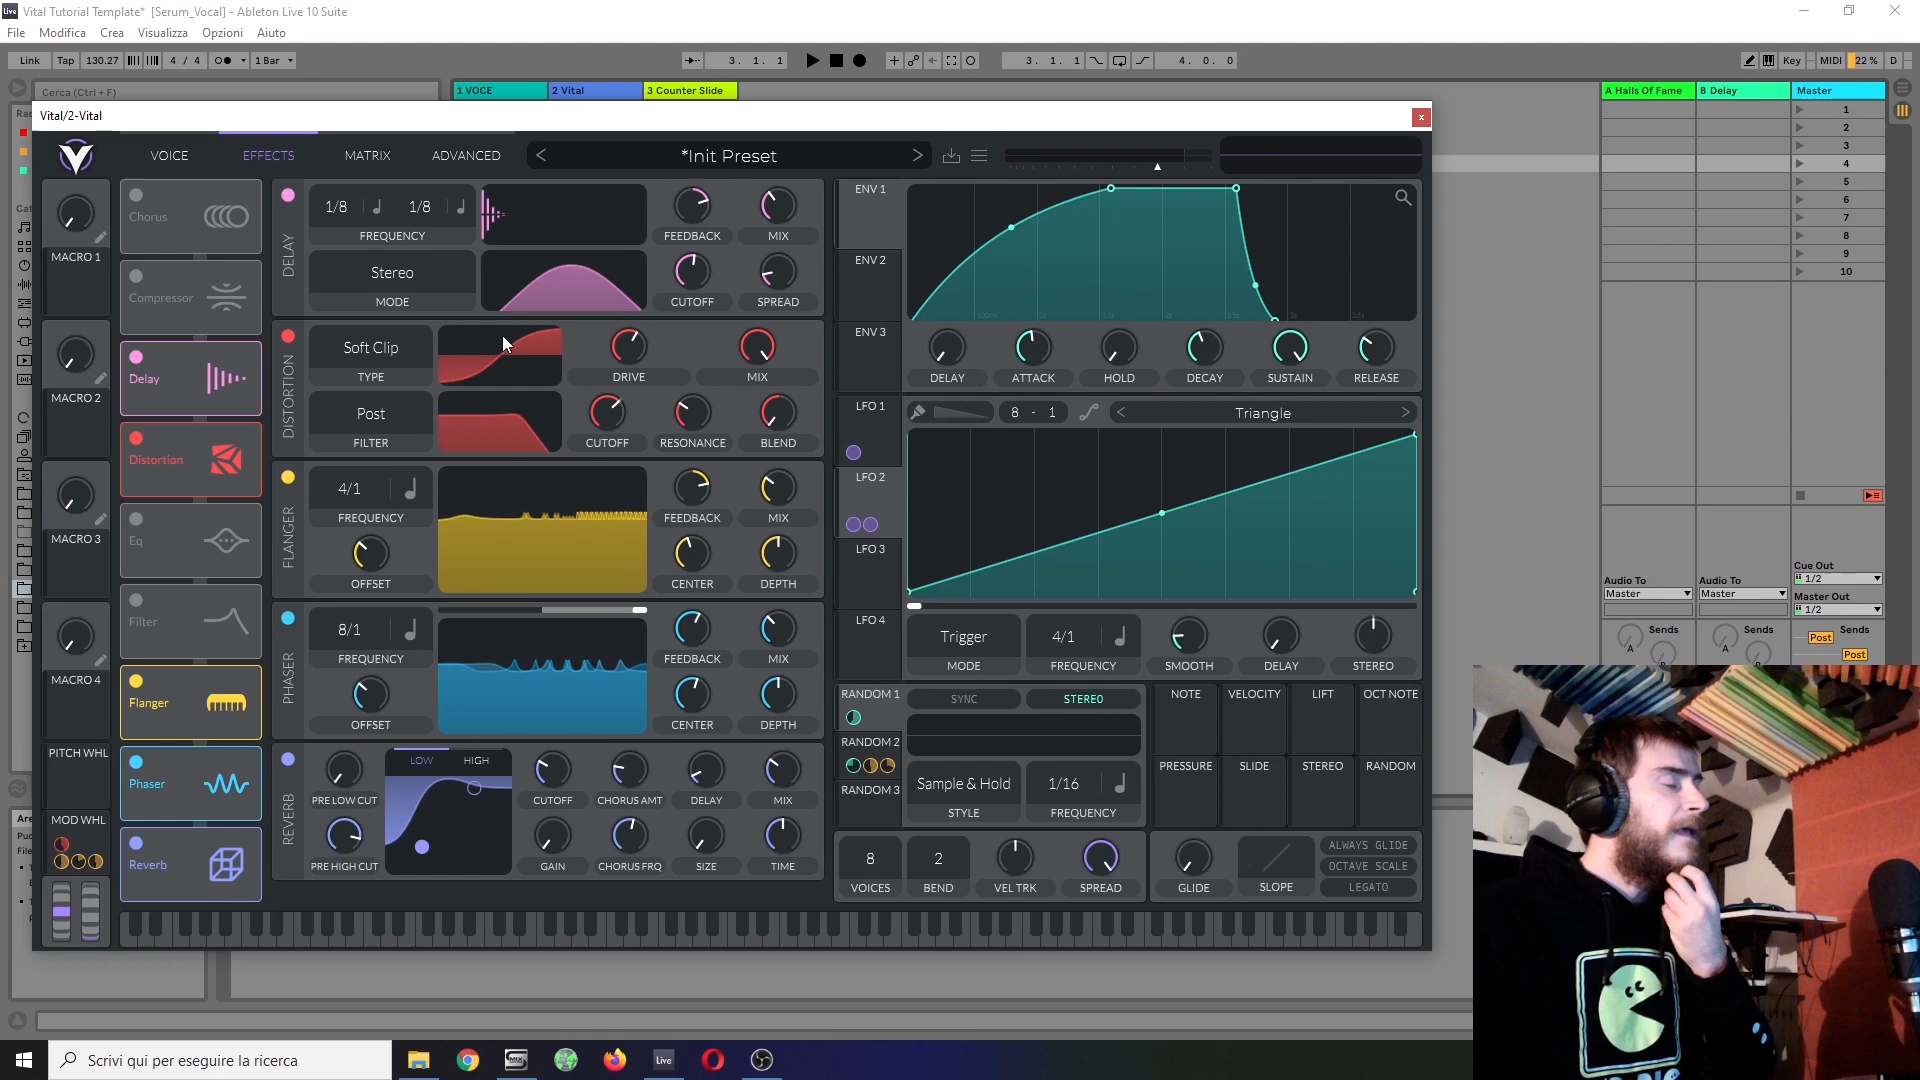 Live Vital Tutorial Template* [Serum_Vocal] - Ableton Live 10 Suite
File Modifica Crea Visualizza Opzioni Aiuto
Link Tap 130.27 4 / 4 1 Bar 3. 1. 1 3. 1. 1 4. 0. 0 Key MIDI 22 % D
Cerca (Ctrl + F) 1 VOCE 2 Vital 3 Counter Slide A Halls Of Fame B Delay Master
Vital/2-Vital
VOICE EFFECTS MATRIX ADVANCED *Init Preset
1
2
3
4
5
6
7
8
9
10
MACRO 1
MACRO 2
MACRO 3
MACRO 4
PITCH WHL
MOD WHL
Chorus
Compressor
Delay
Distortion
Eq
Filter
Flanger
Phaser
Reverb
DELAY
1/8 1/8
FREQUENCY FEEDBACK MIX
Stereo
MODE CUTOFF SPREAD
DISTORTION
Soft Clip
TYPE DRIVE MIX
Post
FILTER CUTOFF RESONANCE BLEND
FLANGER
4/1
FREQUENCY FEEDBACK MIX
OFFSET CENTER DEPTH
PHASER
8/1
FREQUENCY FEEDBACK MIX
OFFSET CENTER DEPTH
REVERB
LOW HIGH
PRE LOW CUT CUTOFF CHORUS AMT DELAY MIX
PRE HIGH CUT GAIN CHORUS FRQ SIZE TIME
ENV 1
ENV 2
ENV 3
DELAY ATTACK HOLD DECAY SUSTAIN RELEASE
LFO 1
LFO 2
LFO 3
LFO 4
8 - 1 Triangle
Trigger 4/1
MODE FREQUENCY SMOOTH DELAY STEREO
RANDOM 1
RANDOM 2
RANDOM 3
SYNC STEREO
Sample & Hold 1/16
STYLE FREQUENCY
NOTE VELOCITY LIFT OCT NOTE
PRESSURE SLIDE STEREO RANDOM
8 2
VOICES BEND VEL TRK SPREAD GLIDE SLOPE
ALWAYS GLIDE
OCTAVE SCALE
LEGATO
Cue Out
1/2
Master Out
1/2
Audio To Audio To
Master Master
Sends Sends Sends
A A
Post
Post
Scrivi qui per eseguire la ricerca
Live